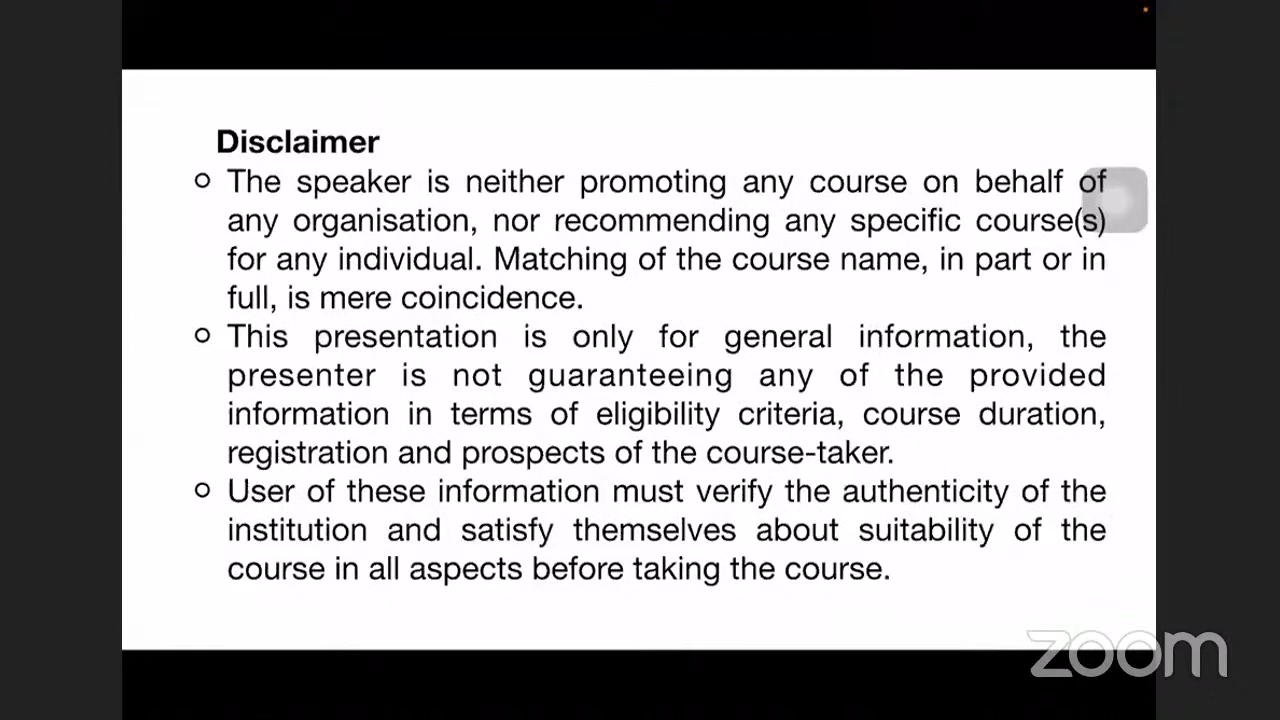 Disclaimer
The speaker is neither promoting any course on behalf of
any organisation, nor recommending any specific course(s)
for any individual. Matching of the course name, in part or in
full, is mere coincidence.
This presentation is only for general information, the
presenter is not guaranteeing any of the provided
information in terms of eligibility criteria, course duration,
registration and prospects of the course-taker.
User of these information must verify the authenticity of the
institution and satisfy themselves about suitability of the
course in all aspects before taking the course.
zoom